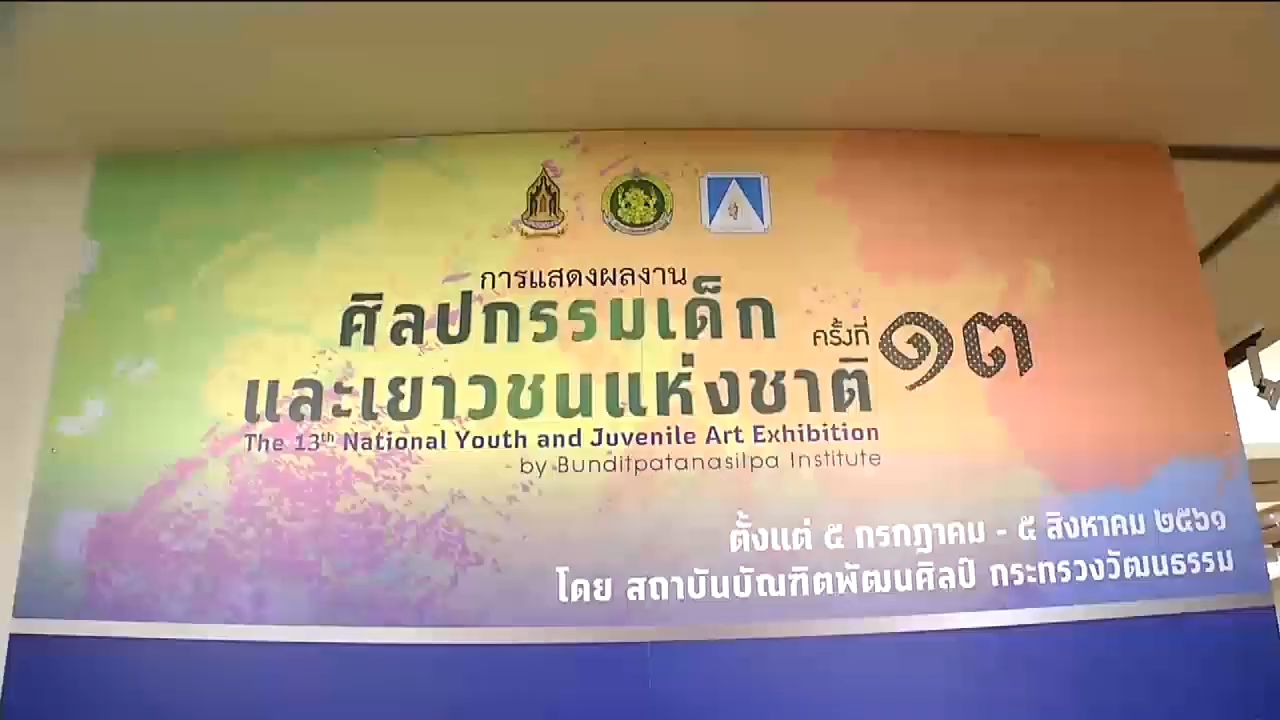 การแสดงผลงาน
ศิลปกรรมเด็ก
และเยาวชนแห่งชาติ ครั้งที่ ๑๓
The 13th National Youth and Juvenile Art Exhibition
by Bunditpatanasilpa Institute
ตั้งแต่ ๕ กรกฎาคม - ๕ สิงหาคม ๒๕๖๑
โดย สถาบันบัณฑิตพัฒนศิลป์ กระทรวงวัฒนธรรม